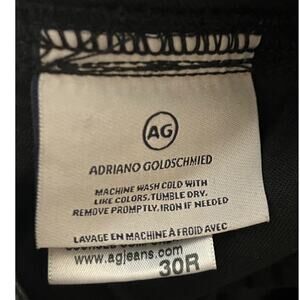 AG
ADRIANO GOLDSCHMIED
MACHINE WASH COLD WITH
LIKE COLORS. TUMBLE DRY.
REMOVE PROMPTLY. IRON IF NEEDED
LAVAGE EN MACHINE À FROID AVEC
www.agjeans.com
30R